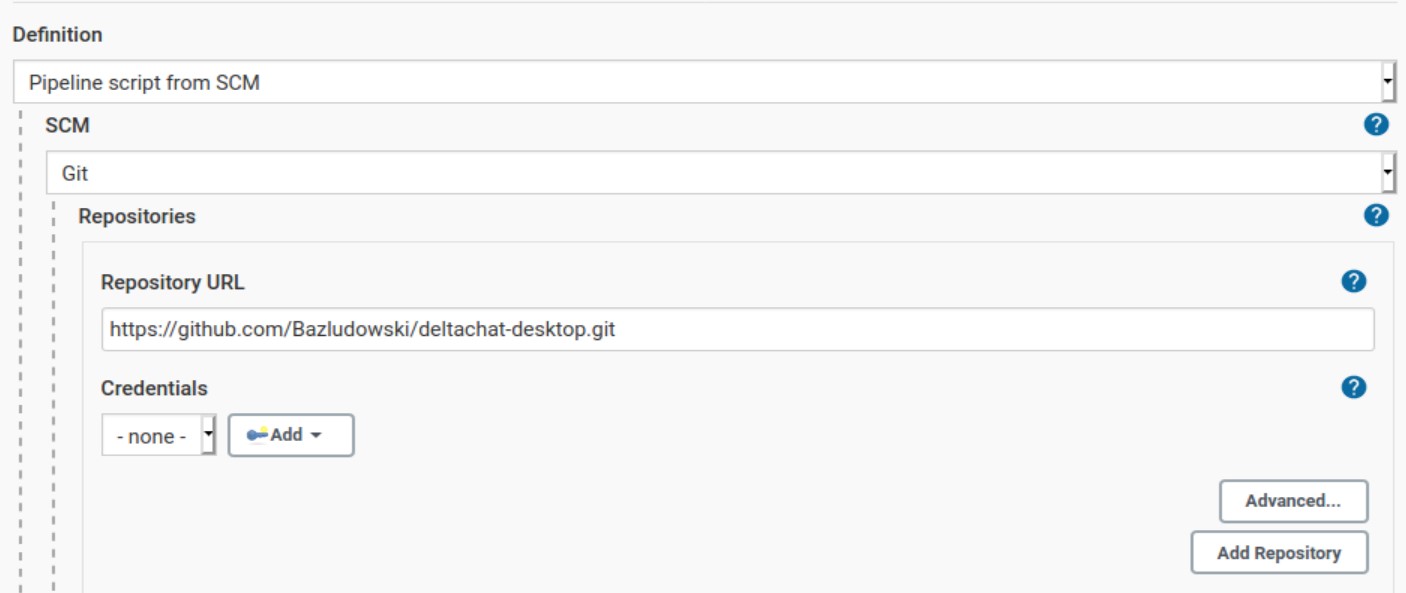 Definition
Pipeline script from SCM
SCM
?
Git
Repositories
?
Repository URL
?
https://github.com/Bazludowski/deltachat-desktop.git
Credentials
?
- none -
Add
Advanced...
Add Repository